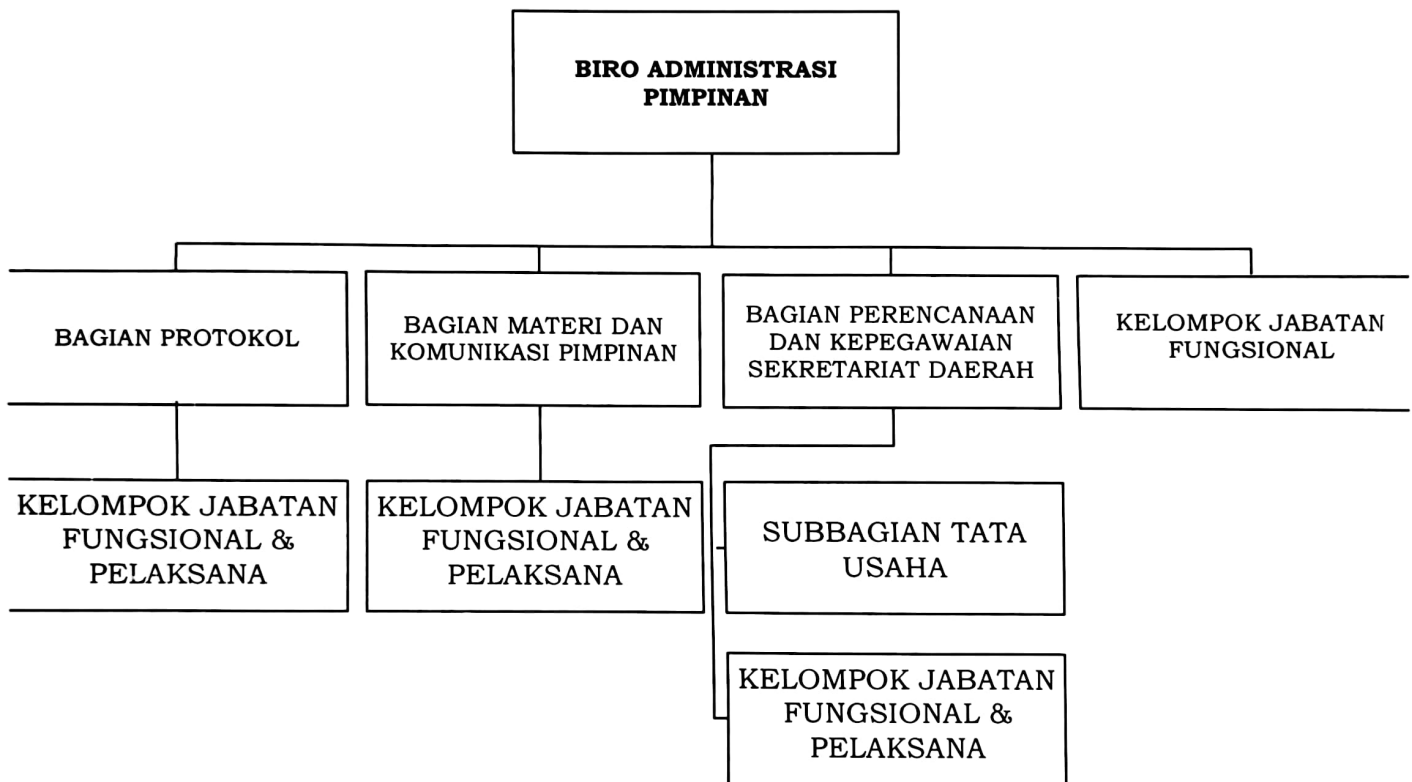 BIRO ADMINISTRASI
PIMPINAN
BAGIAN PROTOKOL
BAGIAN MATERI DAN
KOMUNIKASI PIMPINAN
BAGIAN PERENCANAAN
DAN KEPEGAWAIAN
SEKRETARIAT DAERAH
KELOMPOK JABATAN
FUNGSIONAL
KELOMPOK JABATAN
FUNGSIONAL &
PELAKSANA
KELOMPOK JABATAN
FUNGSIONAL &
PELAKSANA
SUBBAGIAN TATA
USAHA
KELOMPOK JABATAN
FUNGSIONAL &
PELAKSANA